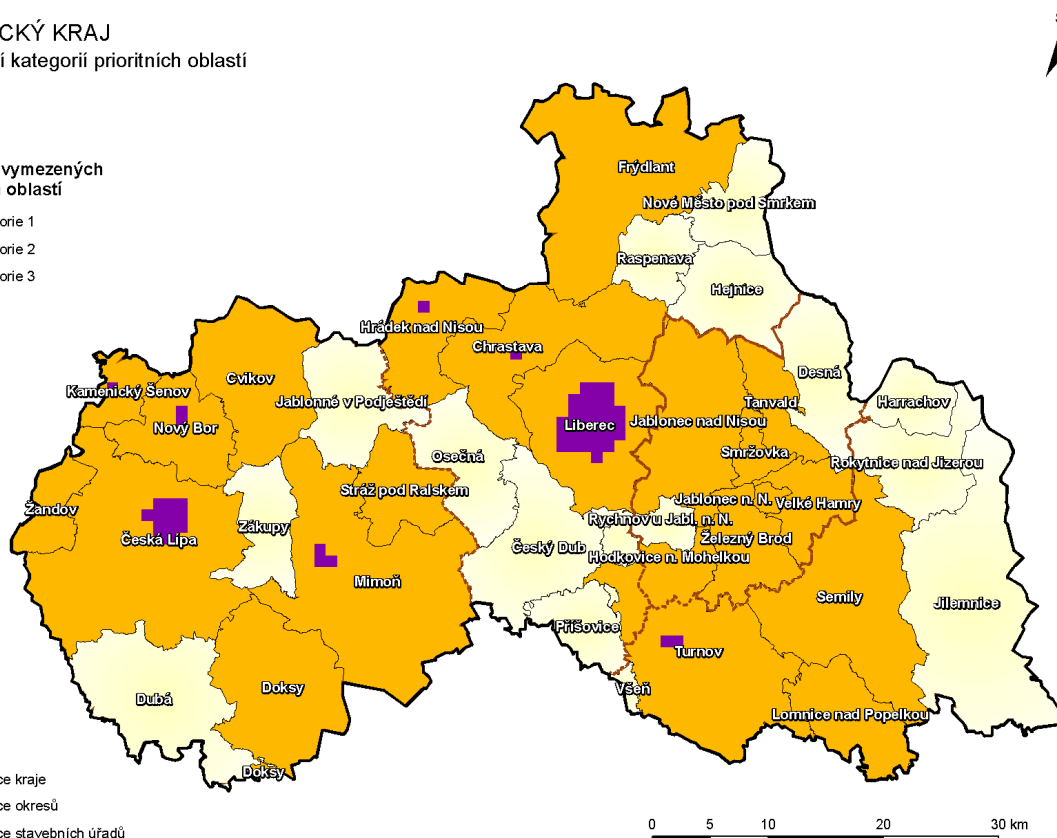 CKÝ KRAJ
í kategorií prioritních oblastí
vymezených
oblastí
orie 1
orie 2
orie 3
Frýdlant
Nové Město pod Smrkem
Raspenava
Hejnice
Hrádek nad Nisou
Chrastava
Desná
Kamenický Šenov
Cvikov
Jablonné v Podještědí
Tanvald
Harrachov
Nový Bor
Liberec
Jablonec nad Nisou
Osečná
Smržovka
Rokytnice nad Jizerou
Stráž pod Ralskem
Jablonec n. N.
Velké Hamry
Žandov
Zákupy
Rychnov u Jabl. n. N.
Česká Lípa
Český Dub
Železný Brod
Hodkovice n. Mohelkou
Mimoň
Semily
Jilemnice
Příšovice
Turnov
Dubá
Doksy
Všeň
Lomnice nad Popelkou
Doksy
ce kraje
ce okresů
ce stavebních úřadů
0 5 10 20 30 km